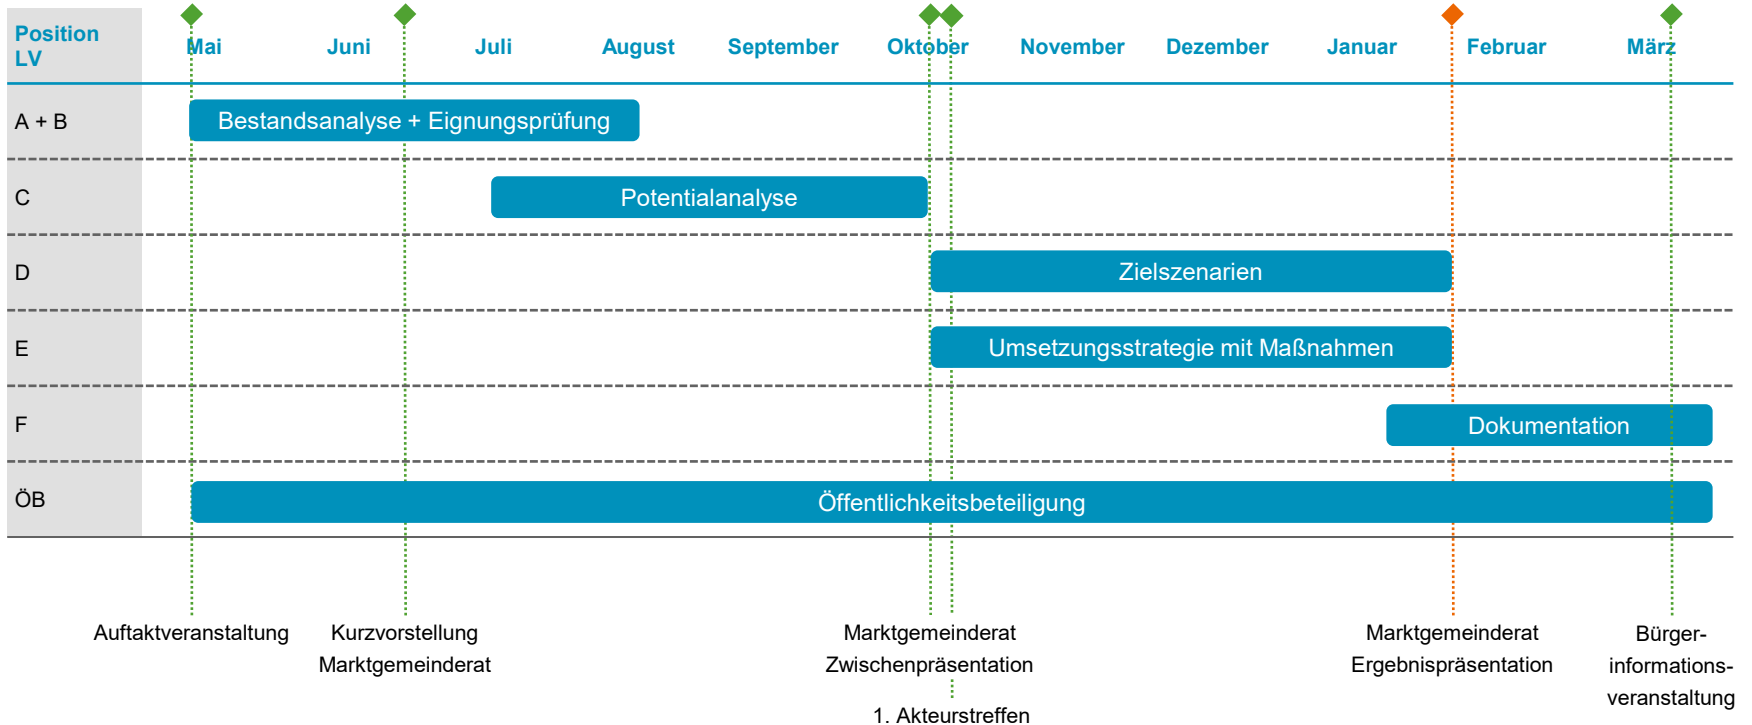 Position
LV
Mai Juni Juli August September Oktober November Dezember Januar Februar März
A + B
Bestandsanalyse + Eignungsprüfung
C
Potentialanalyse
D
Zielszenarien
E
Umsetzungsstrategie mit Maßnahmen
F
Dokumentation
ÖB
Öffentlichkeitsbeteiligung
Auftaktveranstaltung
Kurzvorstellung
Marktgemeinderat
Marktgemeinderat
Zwischenpräsentation
1. Akteurstreffen
Marktgemeinderat
Ergebnispräsentation
Bürger-
informations-
veranstaltung